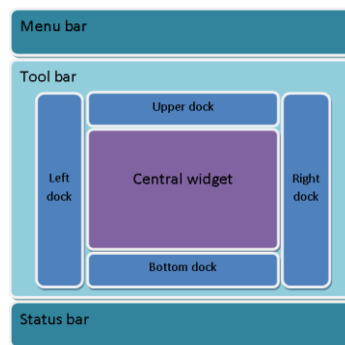 Menu bar
Tool bar
Upper dock
Left
dock
Central widget
Right
dock
Bottom dock
Status bar